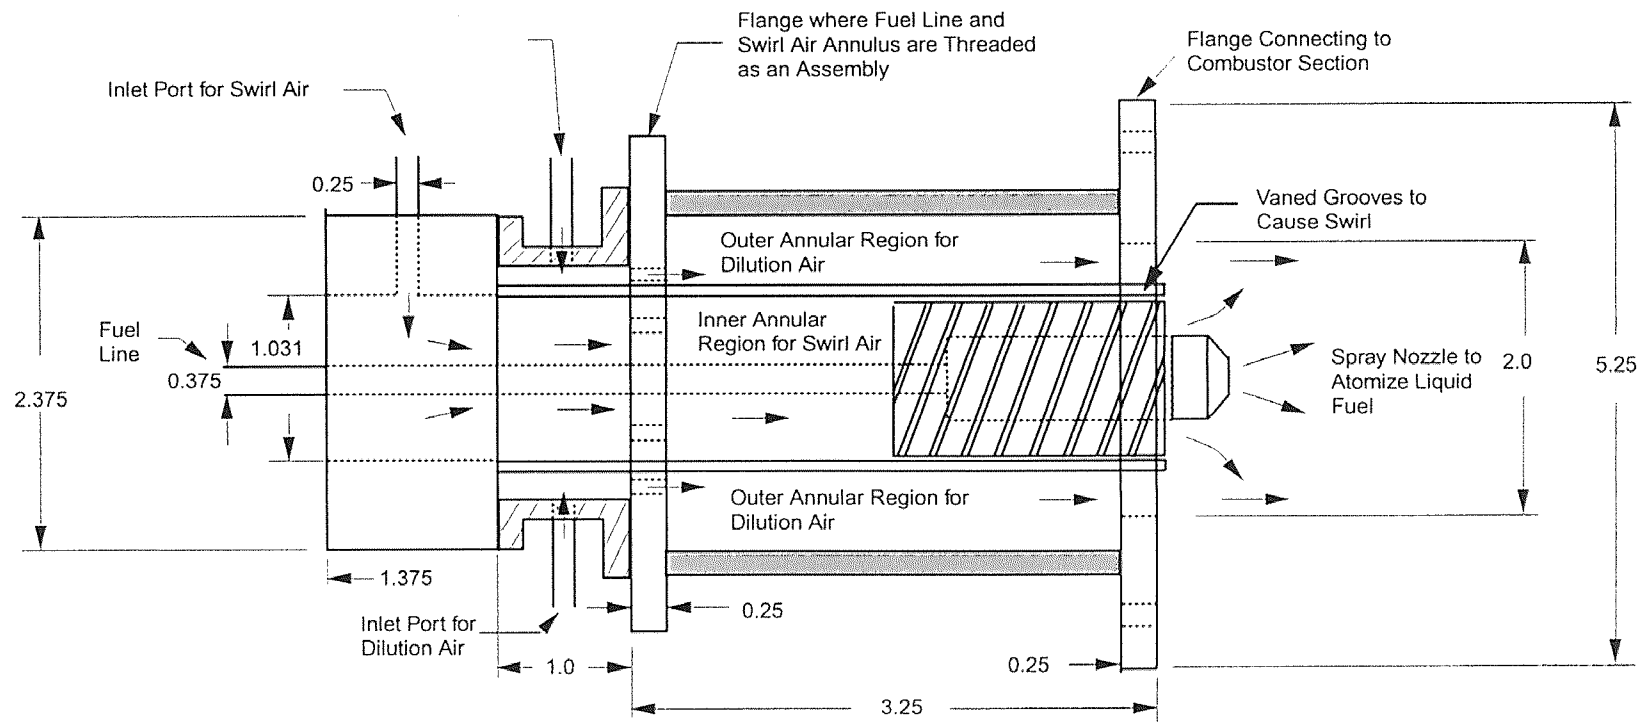 Flange where Fuel Line and
Swirl Air Annulus are Threaded
as an Assembly
Flange Connecting to
Combustor Section
Inlet Port for Swirl Air
0.25
Vaned Grooves to
Cause Swirl
Outer Annular Region for
Dilution Air
Fuel
Line
1.031
0.375
2.375
Inner Annular
Region for Swirl Air
Spray Nozzle to
Atomize Liquid
Fuel
2.0
5.25
Outer Annular Region for
Dilution Air
1.375
0.25
Inlet Port for
Dilution Air
1.0
0.25
3.25